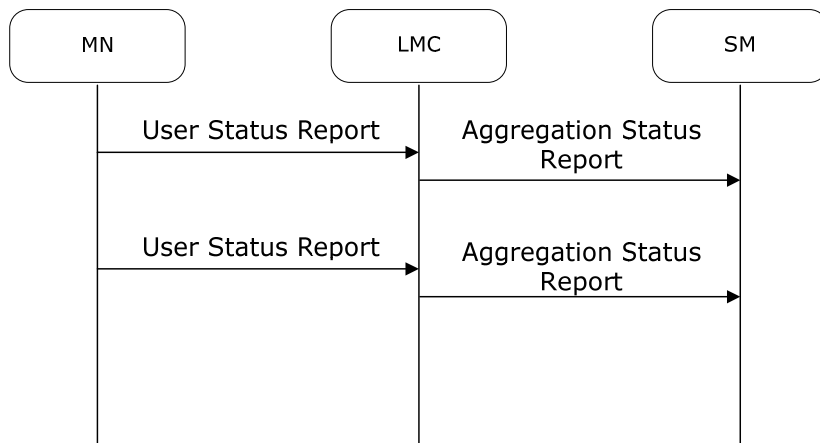 MN
LMC
SM
User Status Report
Aggregation Status
Report
User Status Report
Aggregation Status
Report